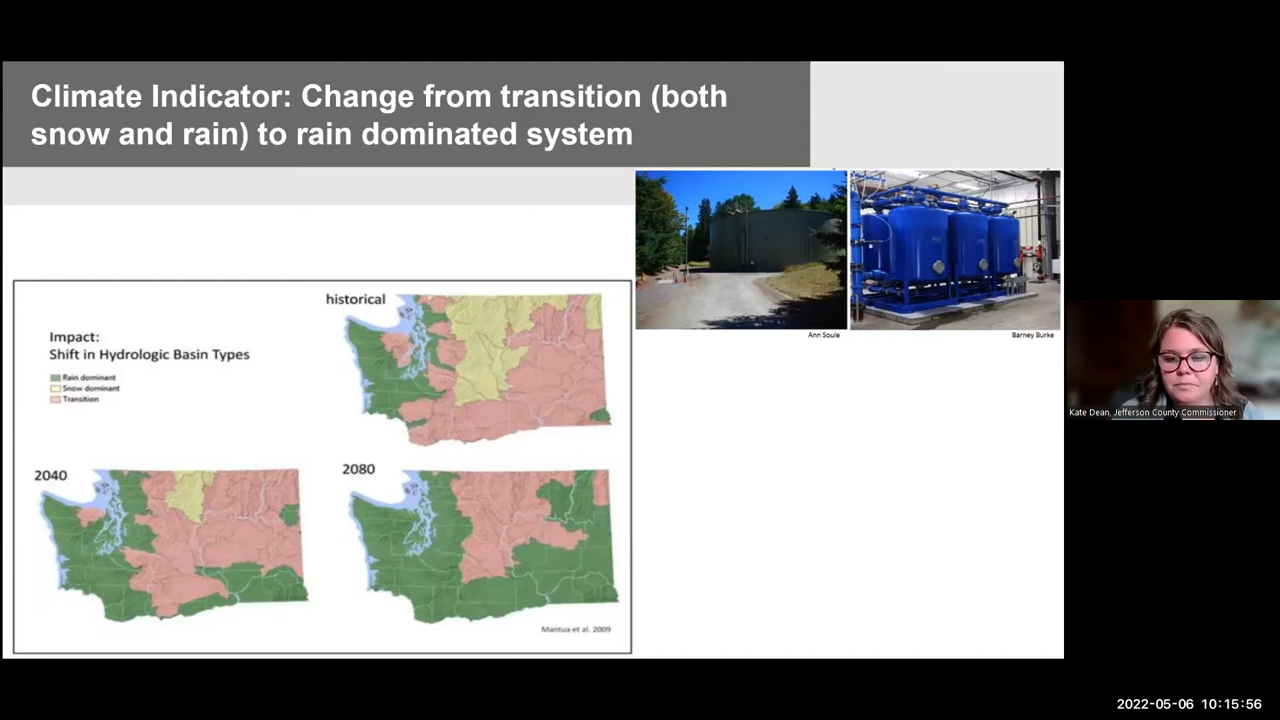 Climate Indicator: Change from transition (both
snow and rain) to rain dominated system
Ann Soule
Barney Burke
historical
Impact:
Shift in Hydrologic Basin Types
Rain dominant
Snow dominant
Transition
2040
2080
Mantua et al. 2009
Kate Dean, Jefferson County Commissioner
2022-05-06 10:15:56